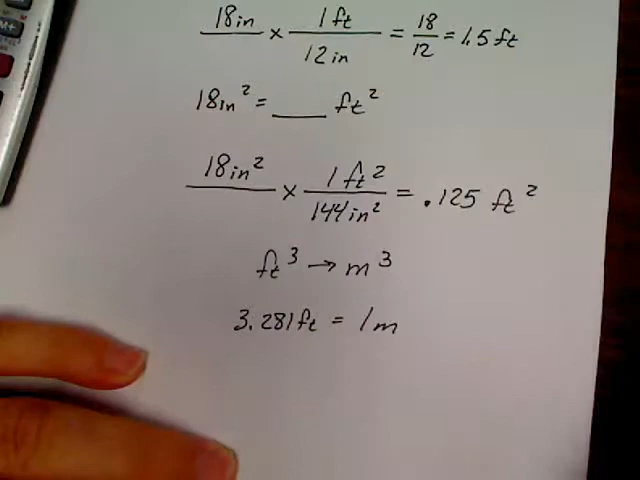 18in / × 1ft / 12in = 18/12 = 1.5ft
18in² = ___ ft²
18in² / × 1ft² / 144in² = .125 ft²
ft³ → m³
3.281ft = 1m
M+